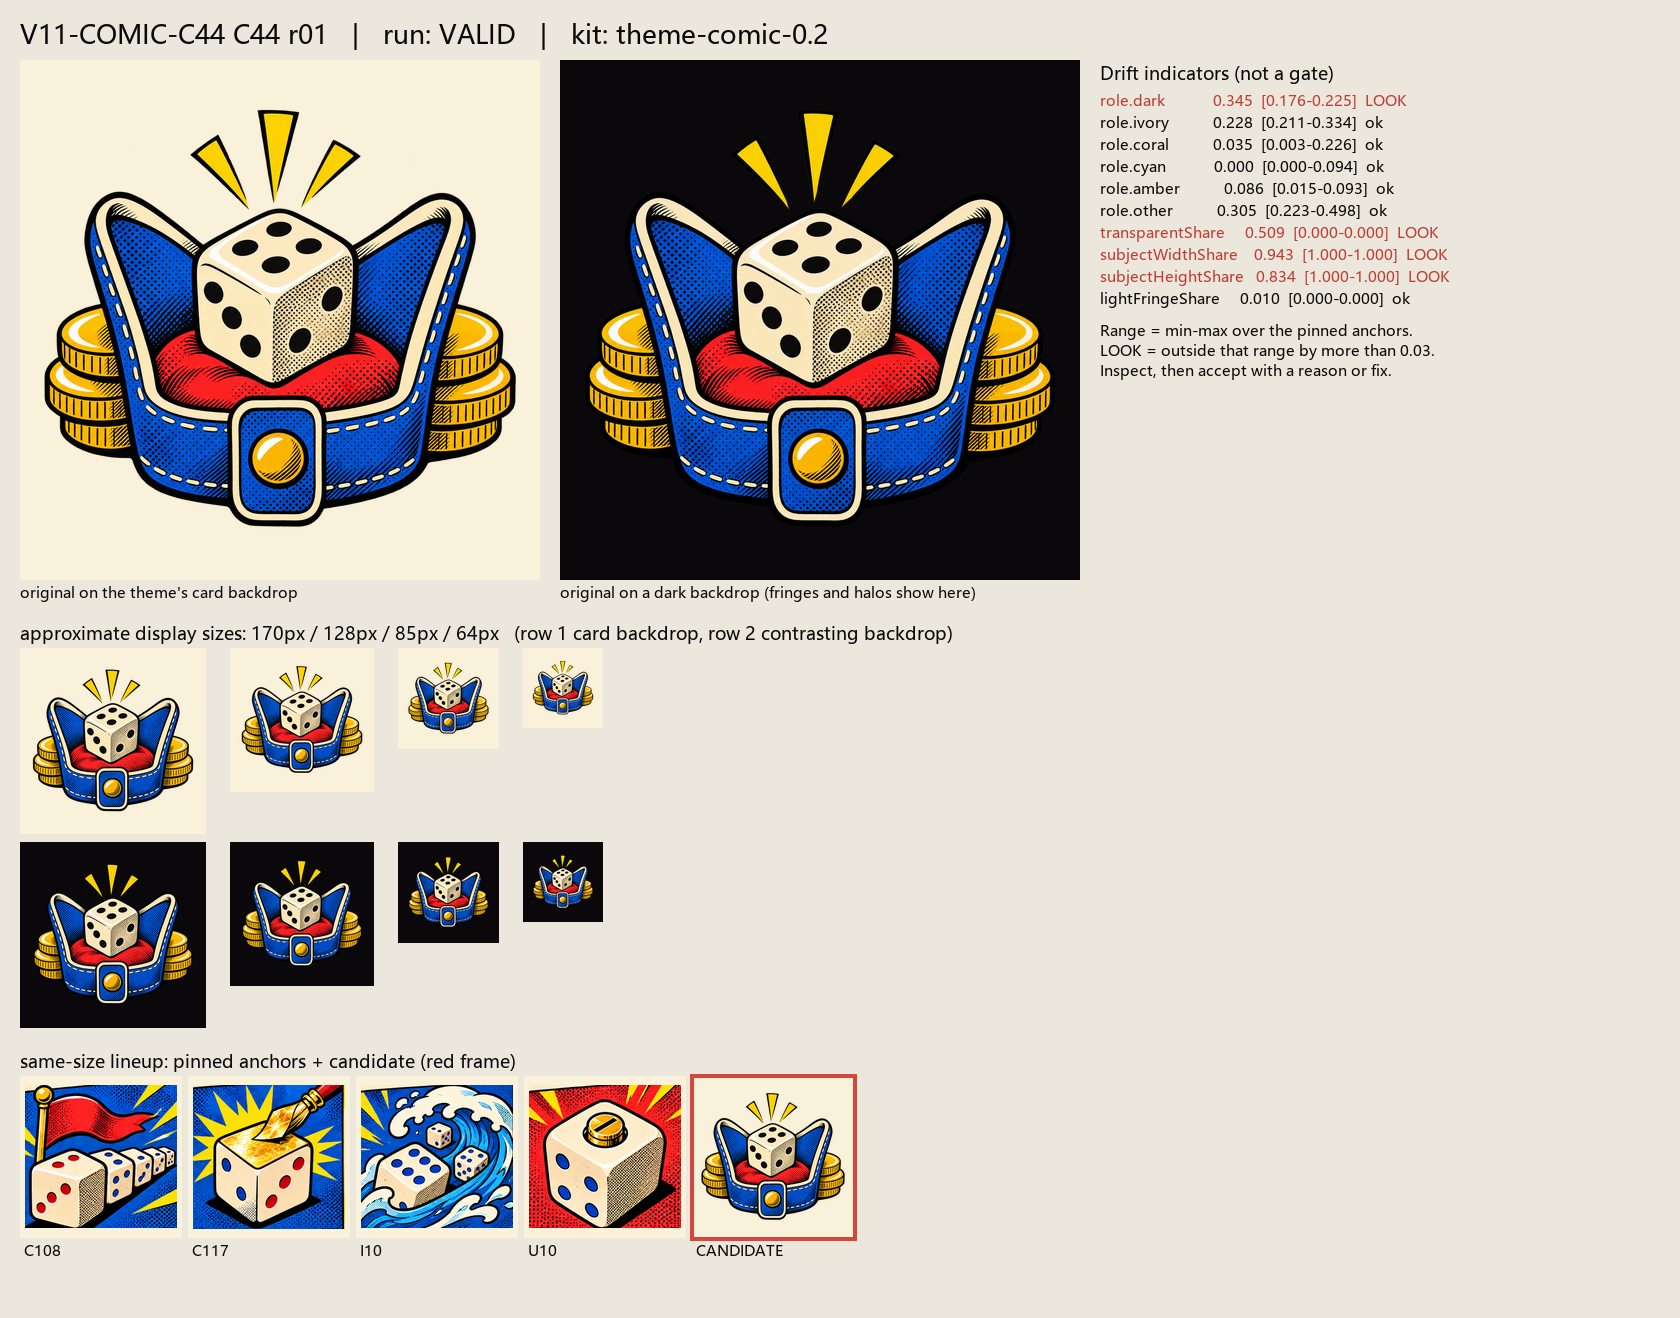 V11-COMIC-C44 C44 r01 | run: VALID | kit: theme-comic-0.2
Drift indicators (not a gate)
role.dark 0.345 [0.176-0.225] LOOK
role.ivory 0.228 [0.211-0.334] ok
role.coral 0.035 [0.003-0.226] ok
role.cyan 0.000 [0.000-0.094] ok
role.amber 0.086 [0.015-0.093] ok
role.other 0.305 [0.223-0.498] ok
transparentShare 0.509 [0.000-0.000] LOOK
subjectWidthShare 0.943 [1.000-1.000] LOOK
subjectHeightShare 0.834 [1.000-1.000] LOOK
lightFringeShare 0.010 [0.000-0.000] ok
Range = min-max over the pinned anchors.
LOOK = outside that range by more than 0.03.
Inspect, then accept with a reason or fix.
original on the theme's card backdrop
original on a dark backdrop (fringes and halos show here)
approximate display sizes: 170px / 128px / 85px / 64px (row 1 card backdrop, row 2 contrasting backdrop)
same-size lineup: pinned anchors + candidate (red frame)
C108
C117
I10
U10
CANDIDATE